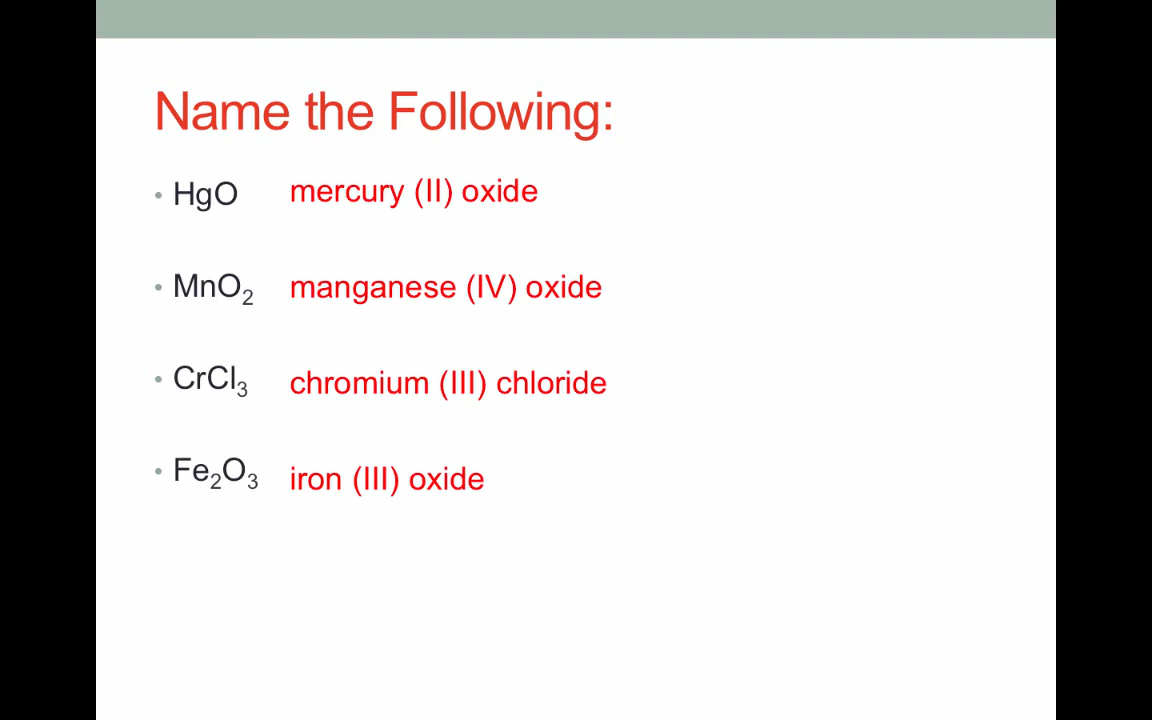 Name the Following:
• HgO mercury (II) oxide
• MnO₂ manganese (IV) oxide
• CrCl₃ chromium (III) chloride
• Fe₂O₃ iron (III) oxide